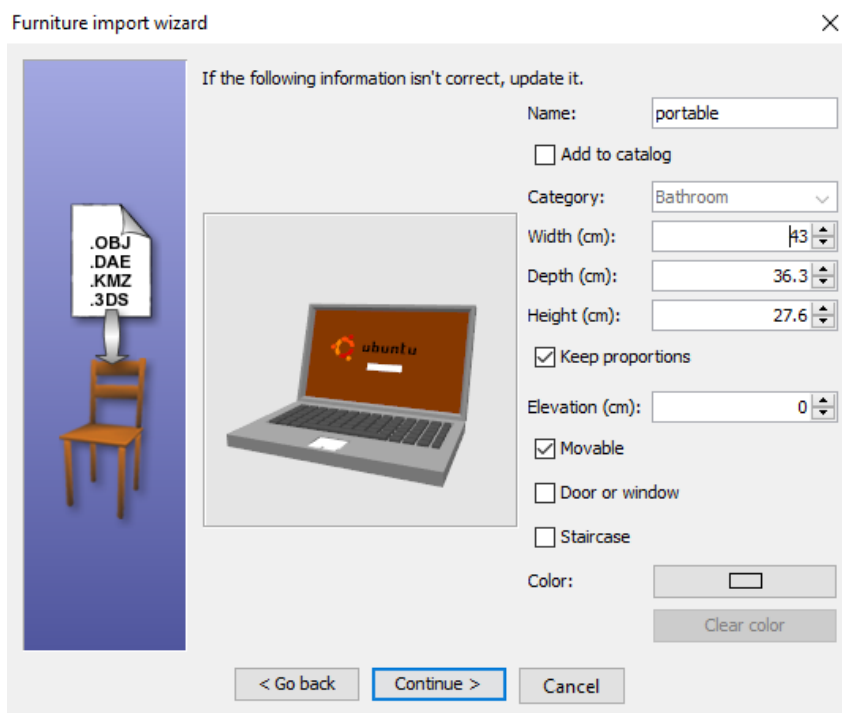 Furniture import wizard
If the following information isn't correct, update it.
Name: portable
Add to catalog
Category: Bathroom
Width (cm): 43
Depth (cm): 36.3
Height (cm): 27.6
Keep proportions
Elevation (cm): 0
Movable
Door or window
Staircase
Color:
Clear color
.OBJ
.DAE
.KMZ
.3DS
ubuntu
< Go back
Continue >
Cancel